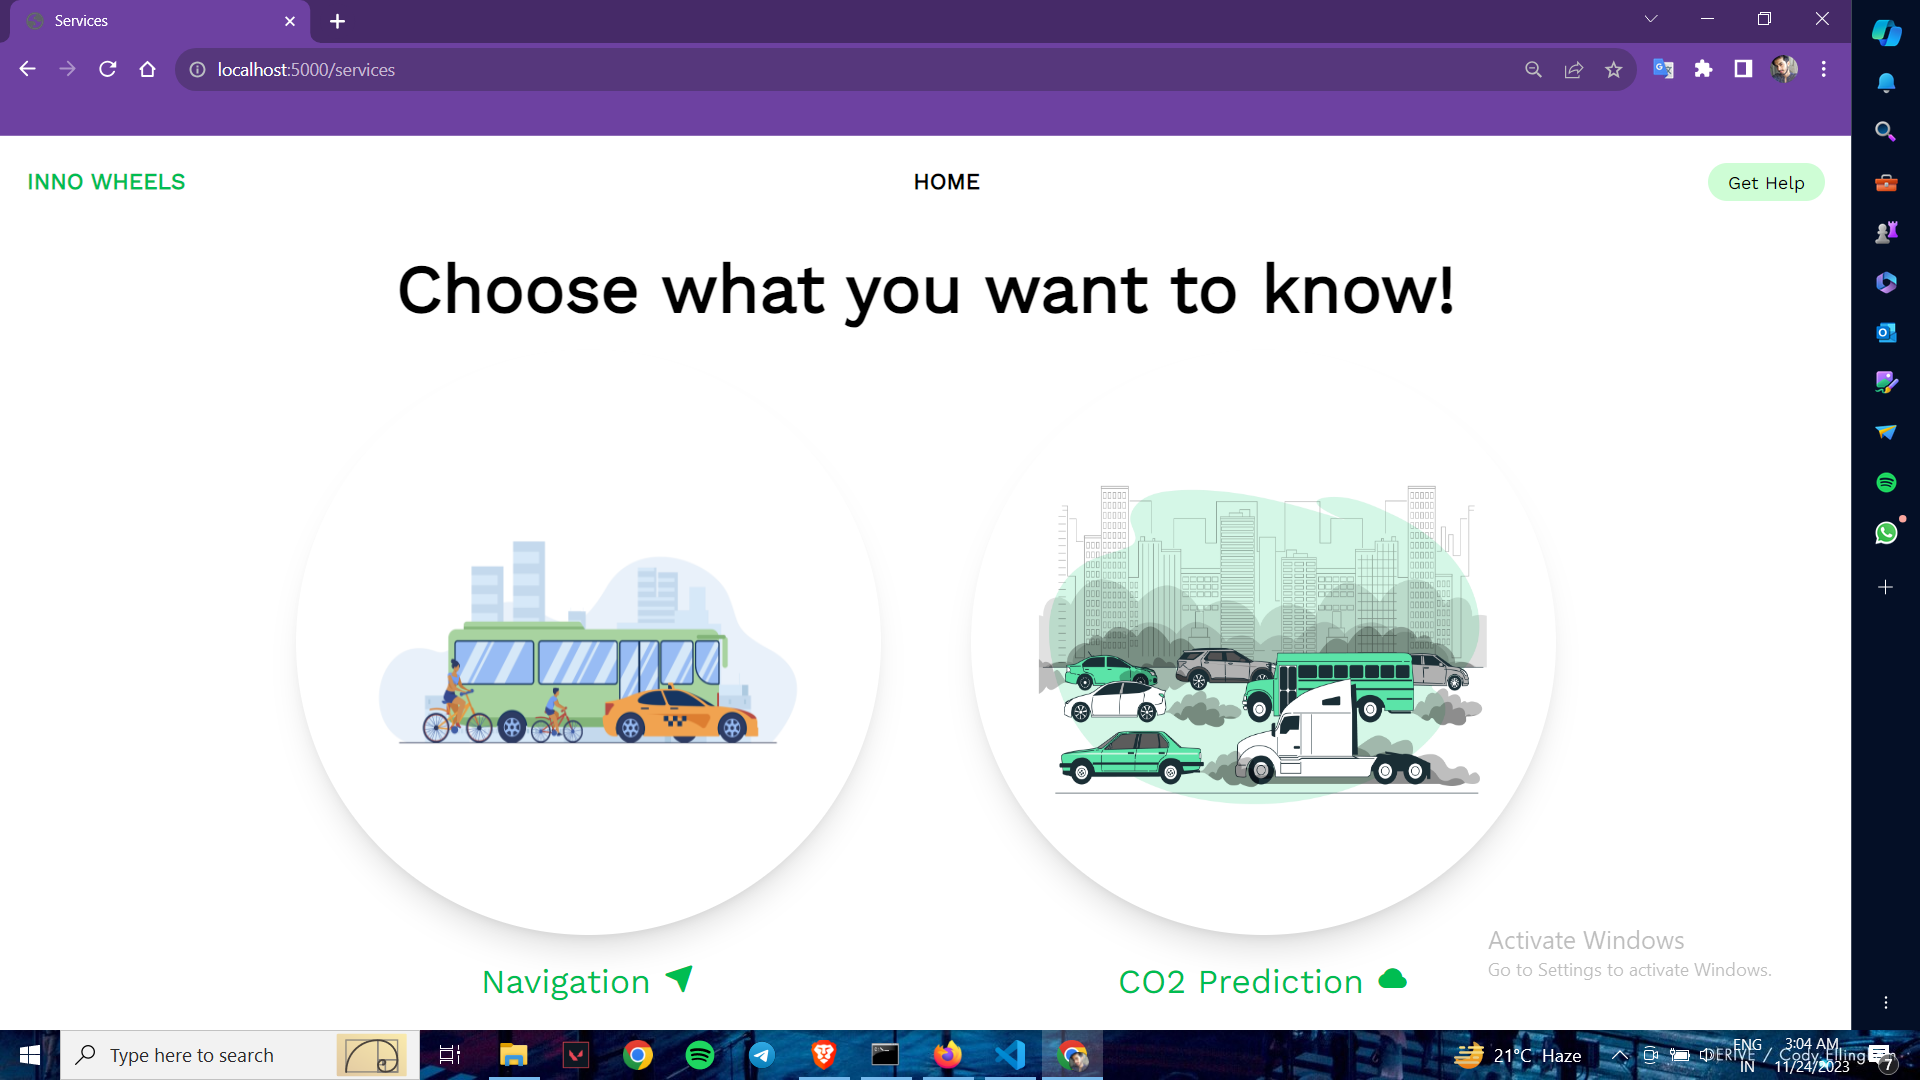 Services
localhost:5000/services
INNO WHEELS
HOME
Get Help
Choose what you want to know!
Navigation
CO2 Prediction
Activate Windows
Go to Settings to activate Windows.
Type here to search
21°C Haze
ENG
IN
3:04 AM
11/24/2023
7